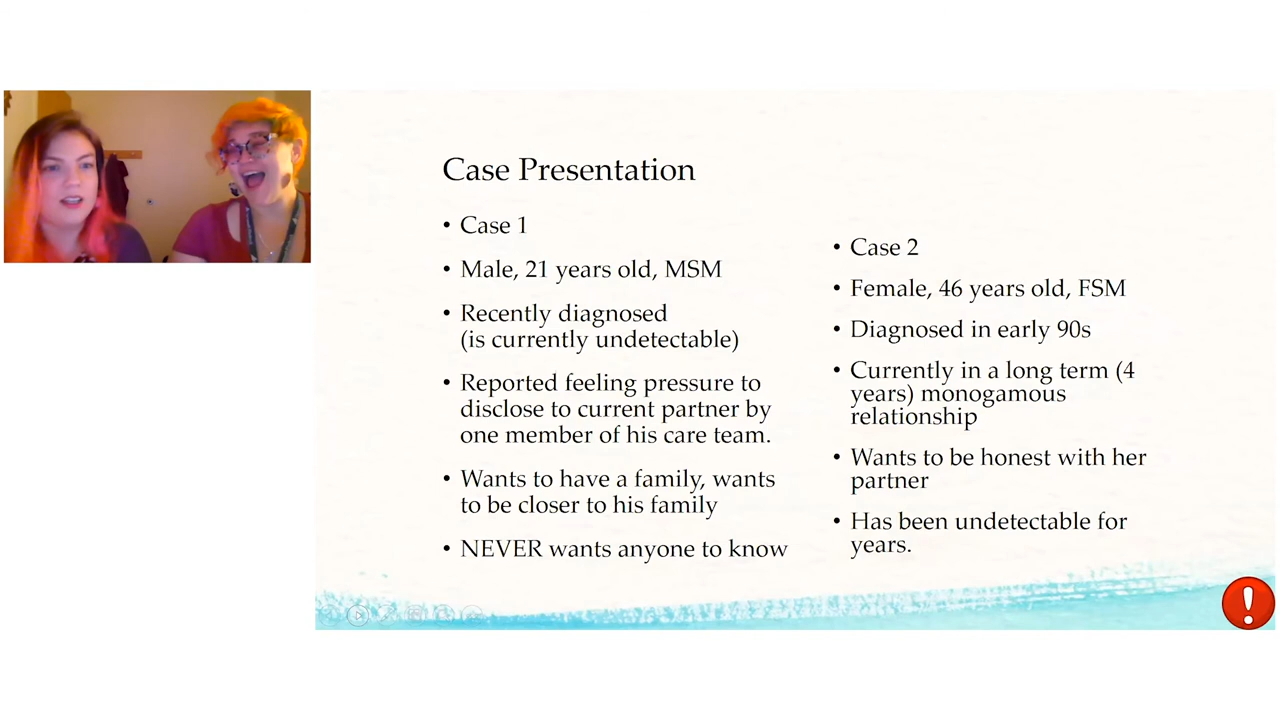 Case Presentation
• Case 1
• Male, 21 years old, MSM
• Recently diagnosed
(is currently undetectable)
• Reported feeling pressure to
disclose to current partner by
one member of his care team.
• Wants to have a family, wants
to be closer to his family
• NEVER wants anyone to know
• Case 2
• Female, 46 years old, FSM
• Diagnosed in early 90s
• Currently in a long term (4
years) monogamous
relationship
• Wants to be honest with her
partner
• Has been undetectable for
years.
!